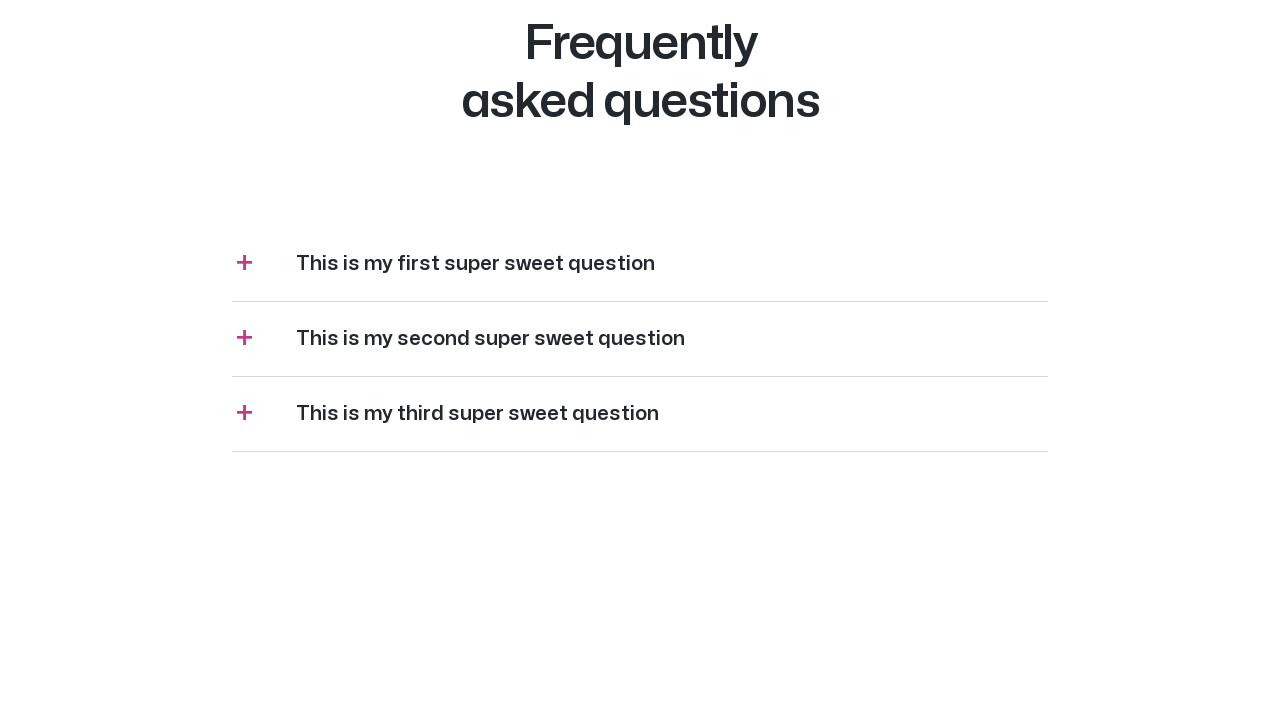 Frequently
asked questions
This is my first super sweet question
This is my second super sweet question
This is my third super sweet question